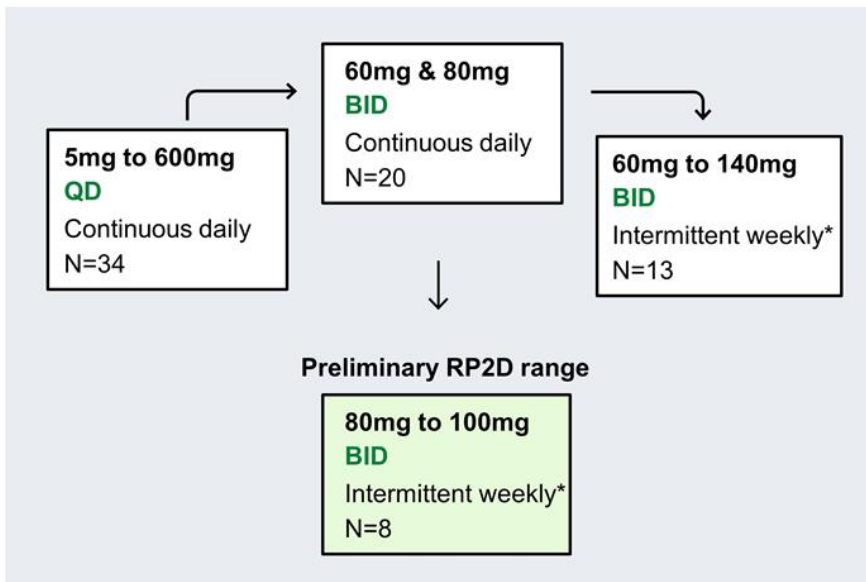 5mg to 600mg
QD
Continuous daily
N=34
60mg & 80mg
BID
Continuous daily
N=20
60mg to 140mg
BID
Intermittent weekly*
N=13
Preliminary RP2D range
80mg to 100mg
BID
Intermittent weekly*
N=8